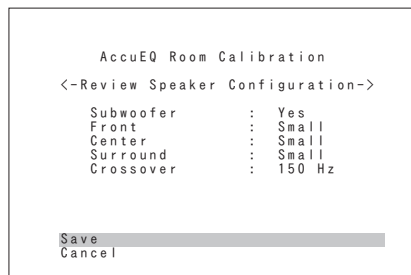 AccuEQ Room Calibration
<-Review Speaker Configuration->
Subwoofer : Yes
Front : Small
Center : Small
Surround : Small
Crossover : 150 Hz
Save
Cancel